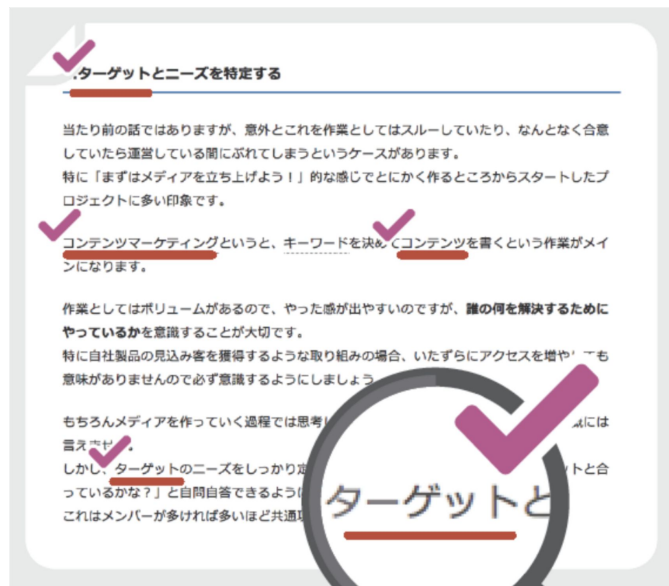 ターゲットとニーズを特定する
当たり前の話ではありますが、意外とこれを作業としてはスルーしていたり、なんとなく合意
していたら運営している間にぶれてしまうというケースがあります。
特に「まずはメディアを立ち上げよう！」的な感じでとにかく作るところからスタートしたプ
ロジェクトに多い印象です。
コンテンツマーケティングというと、キーワードを決めてコンテンツを書くという作業がメイ
ンになります。
作業としてはボリュームがあるので、やった感が出やすいのですが、誰の何を解決するために
やっているかを意識することが大切です。
特に自社製品の見込み客を獲得するような取り組みの場合、いたずらにアクセスを増や ても
意味がありませんので必ず意識するようにしましょう
もちろんメディアを作っていく過程では思考 には
言えません。
しかし、ターゲットのニーズをしっかり定 ットと合
っているかな？」と自問自答できるように
これはメンバーが多ければ多いほど共通
ターゲットと